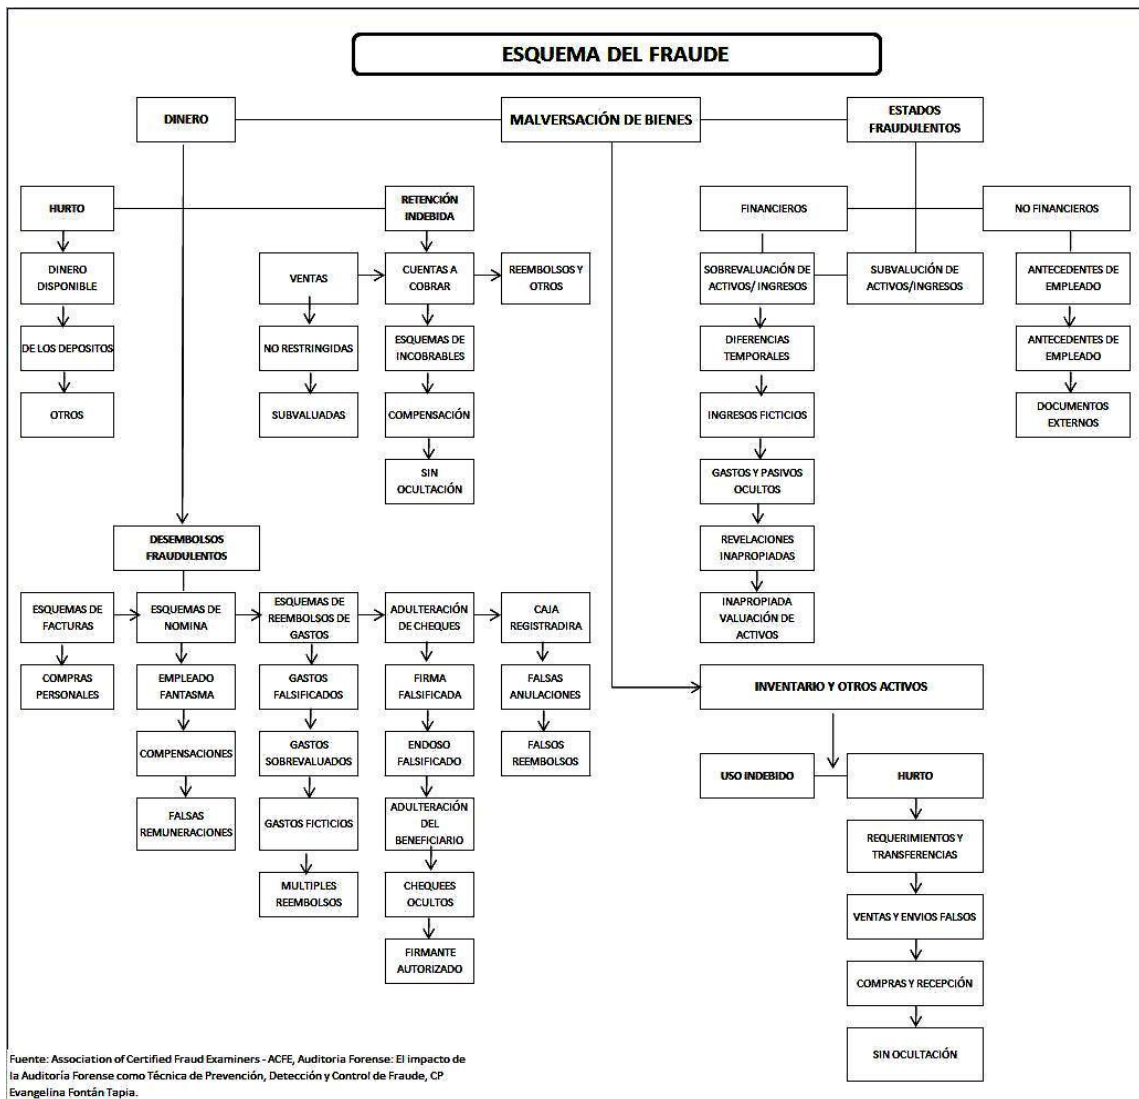 ESQUEMA DEL FRAUDE
DINERO
MALVERSACIÓN DE BIENES
ESTADOS
FRAUDULENTOS
HURTO
RETENCIÓN
INDEBIDA
FINANCIEROS
NO FINANCIEROS
DINERO
DISPONIBLE
VENTAS
CUENTAS A
COBRAR
REEMBOLSOS Y
OTROS
SOBREVALUACIÓN DE
ACTIVOS/ INGRESOS
SUBVALUCIÓN DE
ACTIVOS/INGRESOS
ANTECEDENTES DE
EMPLEADO
DE LOS DEPOSITOS
NO RESTRINGIDAS
ESQUEMAS DE
INCOBRABLES
DIFERENCIAS
TEMPORALES
ANTECEDENTES DE
EMPLEADO
OTROS
SUBVALUADAS
COMPENSACIÓN
INGRESOS FICTICIOS
DOCUMENTOS
EXTERNOS
SIN
OCULTACIÓN
GASTOS Y PASIVOS
OCULTOS
DESEMBOLSOS
FRAUDULENTOS
REVELACIONES
INAPROPIADAS
ESQUEMAS DE
FACTURAS
ESQUEMAS DE
NOMINA
ESQUEMAS DE
REEMBOLSOS DE
GASTOS
ADULTERACIÓN
DE CHEQUES
CAJA
REGISTRADIRA
INAPROPIADA
VALUACIÓN DE
ACTIVOS
COMPRAS
PERSONALES
EMPLEADO
FANTASMA
GASTOS
FALSIFICADOS
FIRMA
FALSIFICADA
FALSAS
ANULACIONES
INVENTARIO Y OTROS ACTIVOS
COMPENSACIONES
GASTOS
SOBREVALUADOS
ENDOSO
FALSIFICADO
FALSOS
REEMBOLSOS
USO INDEBIDO
HURTO
FALSAS
REMUNERACIONES
GASTOS FICTICIOS
ADULTERACIÓN
DEL
BENEFICIARIO
REQUERIMIENTOS Y
TRANSFERENCIAS
MULTIPLES
REEMBOLSOS
CHEQUEES
OCULTOS
VENTAS Y ENVIOS FALSOS
FIRMANTE
AUTORIZADO
COMPRAS Y RECEPCIÓN
SIN OCULTACIÓN
Fuente: Association of Certified Fraud Examiners - ACFE, Auditoria Forense: El impacto de
la Auditoría Forense como Técnica de Prevención, Detección y Control de Fraude, CP
Evangelina Fontán Tapia.